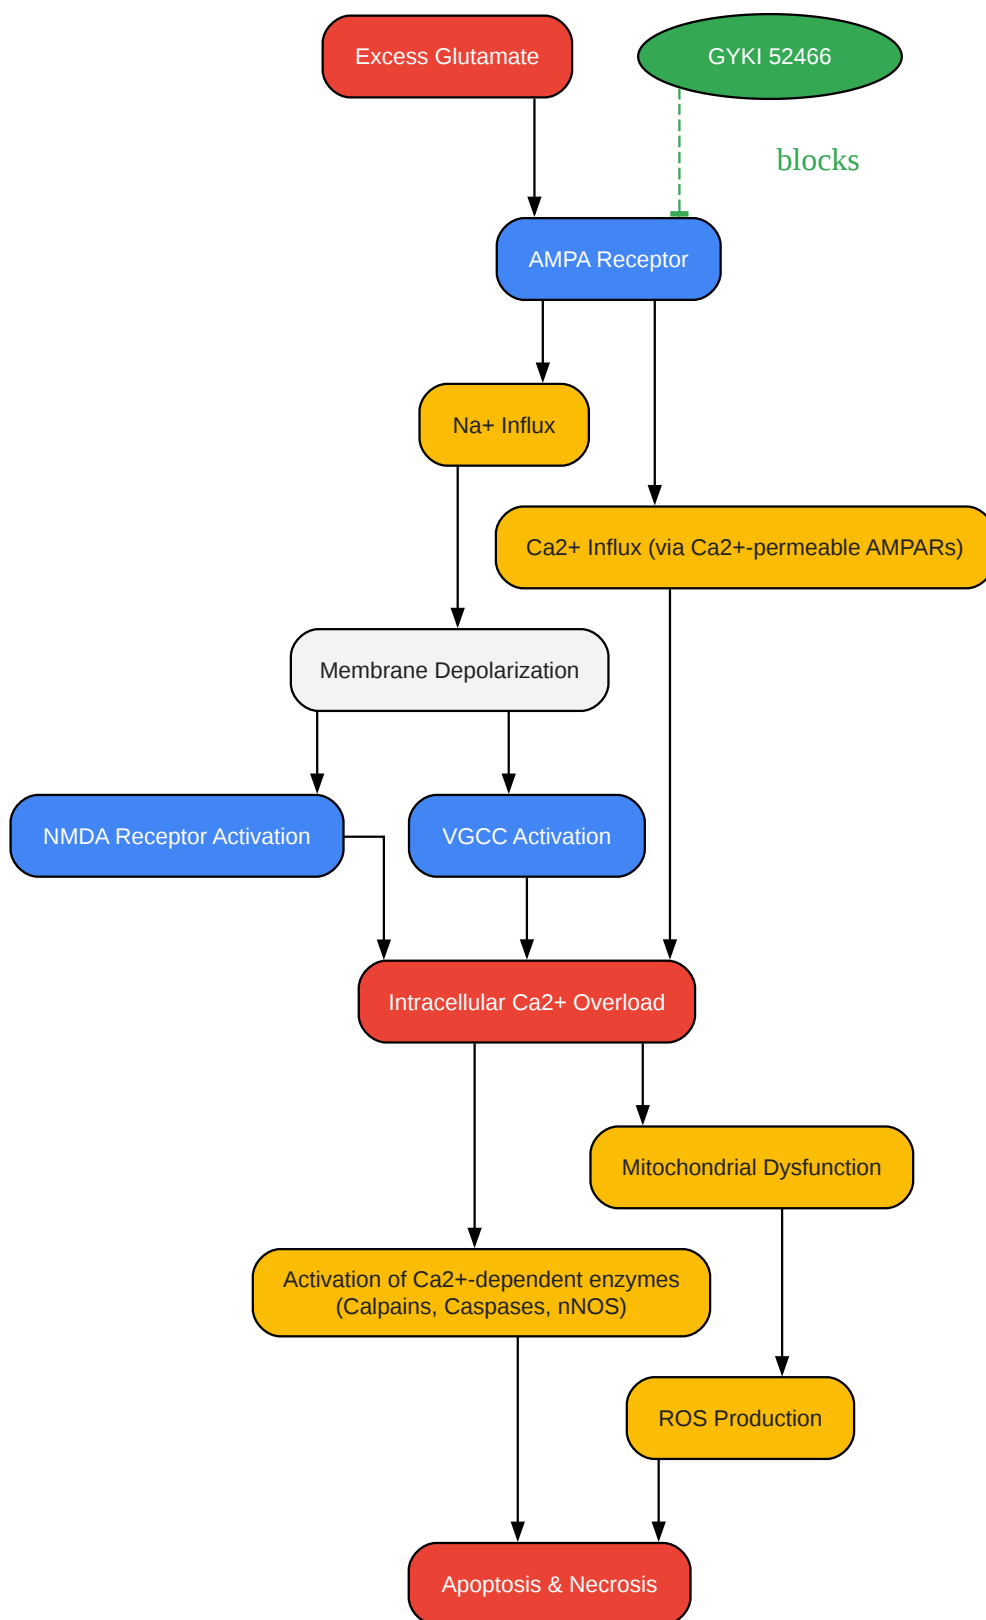 Excess Glutamate
GYKI 52466
blocks
AMPA Receptor
Na+ Influx
Ca2+ Influx (via Ca2+-permeable AMPARs)
Membrane Depolarization
NMDA Receptor Activation
VGCC Activation
Intracellular Ca2+ Overload
Mitochondrial Dysfunction
Activation of Ca2+-dependent enzymes
(Calpains, Caspases, nNOS)
ROS Production
Apoptosis & Necrosis